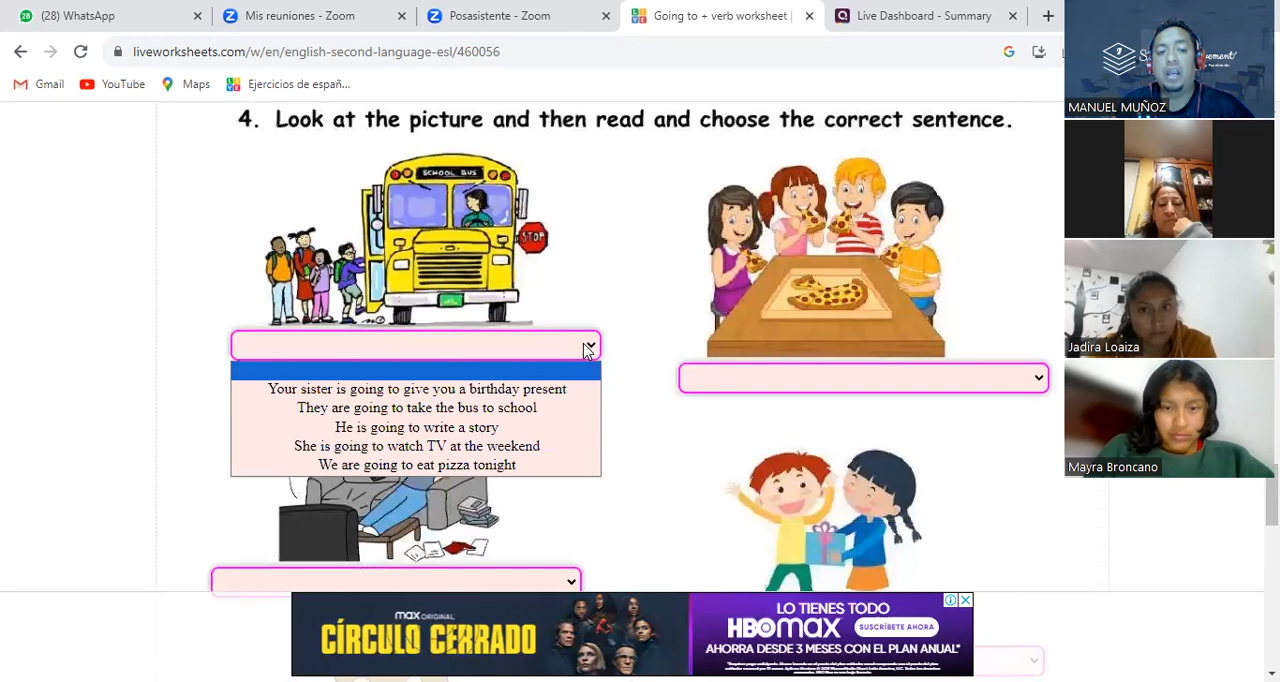 (28) WhatsApp
Mis reuniones - Zoom
Posasistente - Zoom
Going to + verb worksheet |
Live Dashboard - Summary
liveworksheets.com/w/en/english-second-language-esl/460056
Gmail
YouTube
Maps
Ejercicios de españ...
4. Look at the picture and then read and choose the correct sentence.
SCHOOL BUS
STOP
Your sister is going to give you a birthday present
They are going to take the bus to school
He is going to write a story
She is going to watch TV at the weekend
We are going to eat pizza tonight
max ORIGINAL
CÍRCULO CERRADO
LO TIENES TODO
HBOmax
SUSCRÍBETE AHORA
AHORRA DESDE 3 MESES CON EL PLAN ANUAL*
MANUEL MUÑOZ
Jadira Loaiza
Mayra Broncano